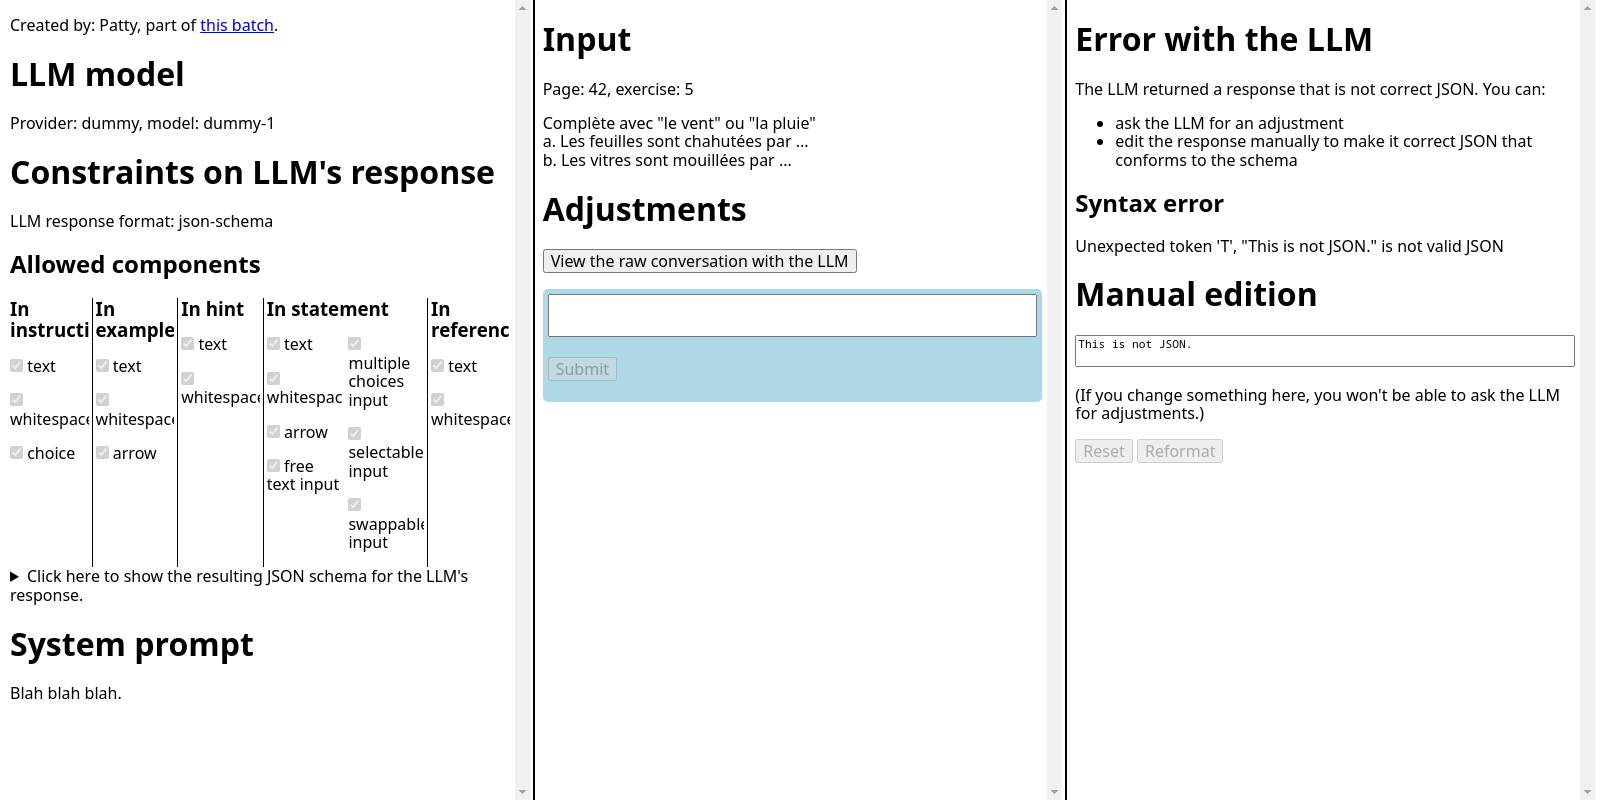 Created by: Patty, part of this batch.
LLM model
Provider: dummy, model: dummy-1
Constraints on LLM's response
LLM response format: json-schema
Allowed components
In
instructi
text
whitespace
choice
In
example
text
whitespace
arrow
In hint
text
whitespace
In statement
text
whitespac
arrow
free
text input
multiple
choices
input
selectable
input
swappable
input
In
referenc
text
whitespace
Click here to show the resulting JSON schema for the LLM's
response.
System prompt
Blah blah blah.
Input
Page: 42, exercise: 5
Complète avec "le vent" ou "la pluie"
a. Les feuilles sont chahutées par ...
b. Les vitres sont mouillées par ...
Adjustments
View the raw conversation with the LLM
Submit
Error with the LLM
The LLM returned a response that is not correct JSON. You can:
ask the LLM for an adjustment
edit the response manually to make it correct JSON that
conforms to the schema
Syntax error
Unexpected token 'T', "This is not JSON." is not valid JSON
Manual edition
This is not JSON.
(If you change something here, you won't be able to ask the LLM
for adjustments.)
Reset Reformat